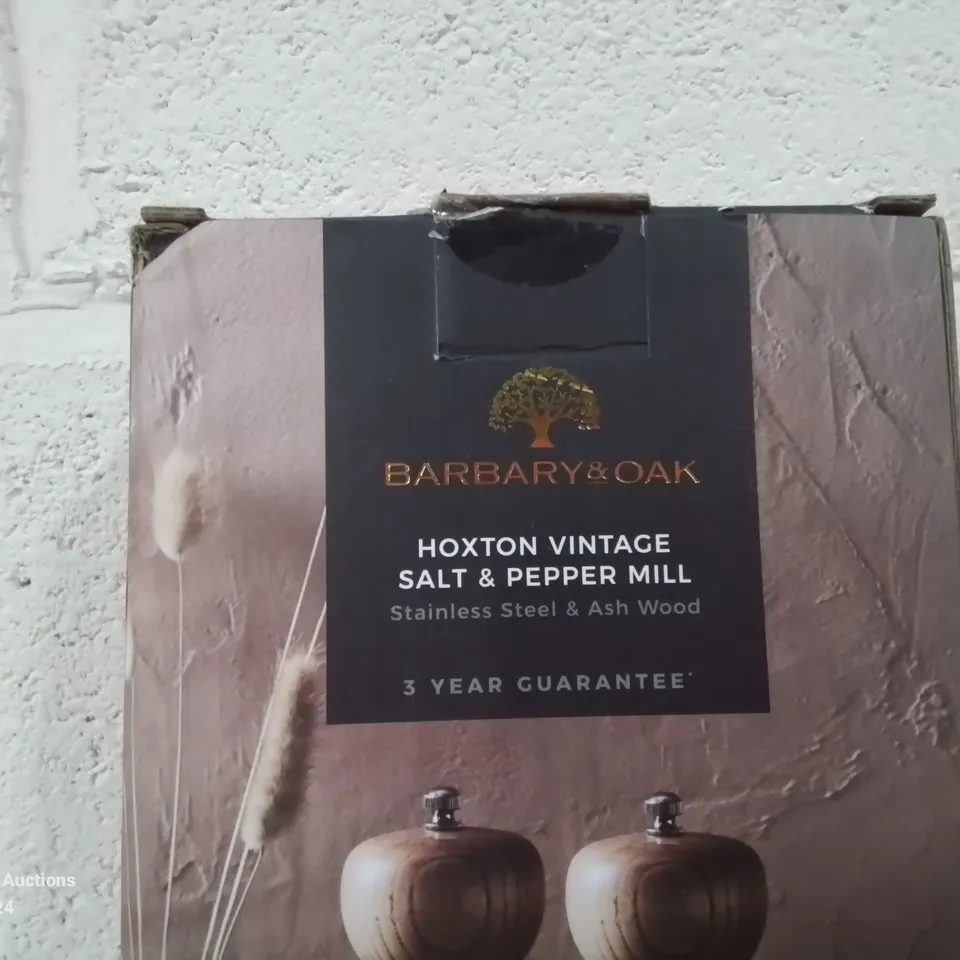 BARBARY & OAK
HOXTON VINTAGE
SALT & PEPPER MILL
Stainless Steel & Ash Wood
3 YEAR GUARANTEE*
Auctions
24